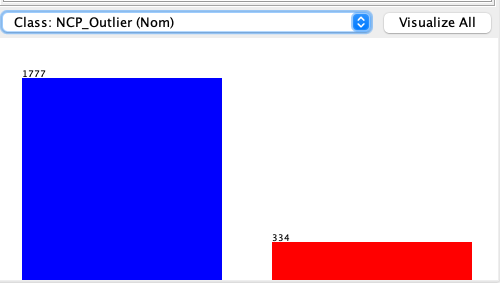 Class: NCP_Outlier (Nom)
Visualize All
1777
334